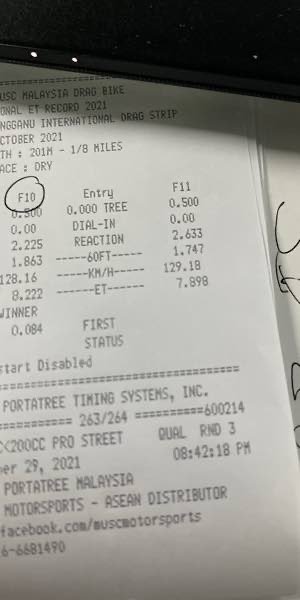 ====================
USC MALAYSIA DRAG BIKE
ONAL ET RECORD 2021
NGGANU INTERNATIONAL DRAG STRIP
CTOBER 2021
TH : 201M - 1/8 MILES
ACE : DRY
F10 Entry F11
0.500 0.000 TREE 0.500
0.00 DIAL-IN 0.00
2.225 REACTION 2.633
1.863 -----60FT----- 1.747
128.16 -----KM/H----- 129.18
8.222 ------ET------ 7.898
WINNER
0.084 FIRST
STATUS
start Disabled
====================
PORTATREE TIMING SYSTEMS, INC.
========== 263/264 ==========600214
<200CC PRO STREET QUAL RND 3
er 29, 2021 08:42:18 PM
PORTATREE MALAYSIA
MOTORSPORTS - ASEAN DISTRIBUTOR
facebook.com/muscmotorsports
6-6681490